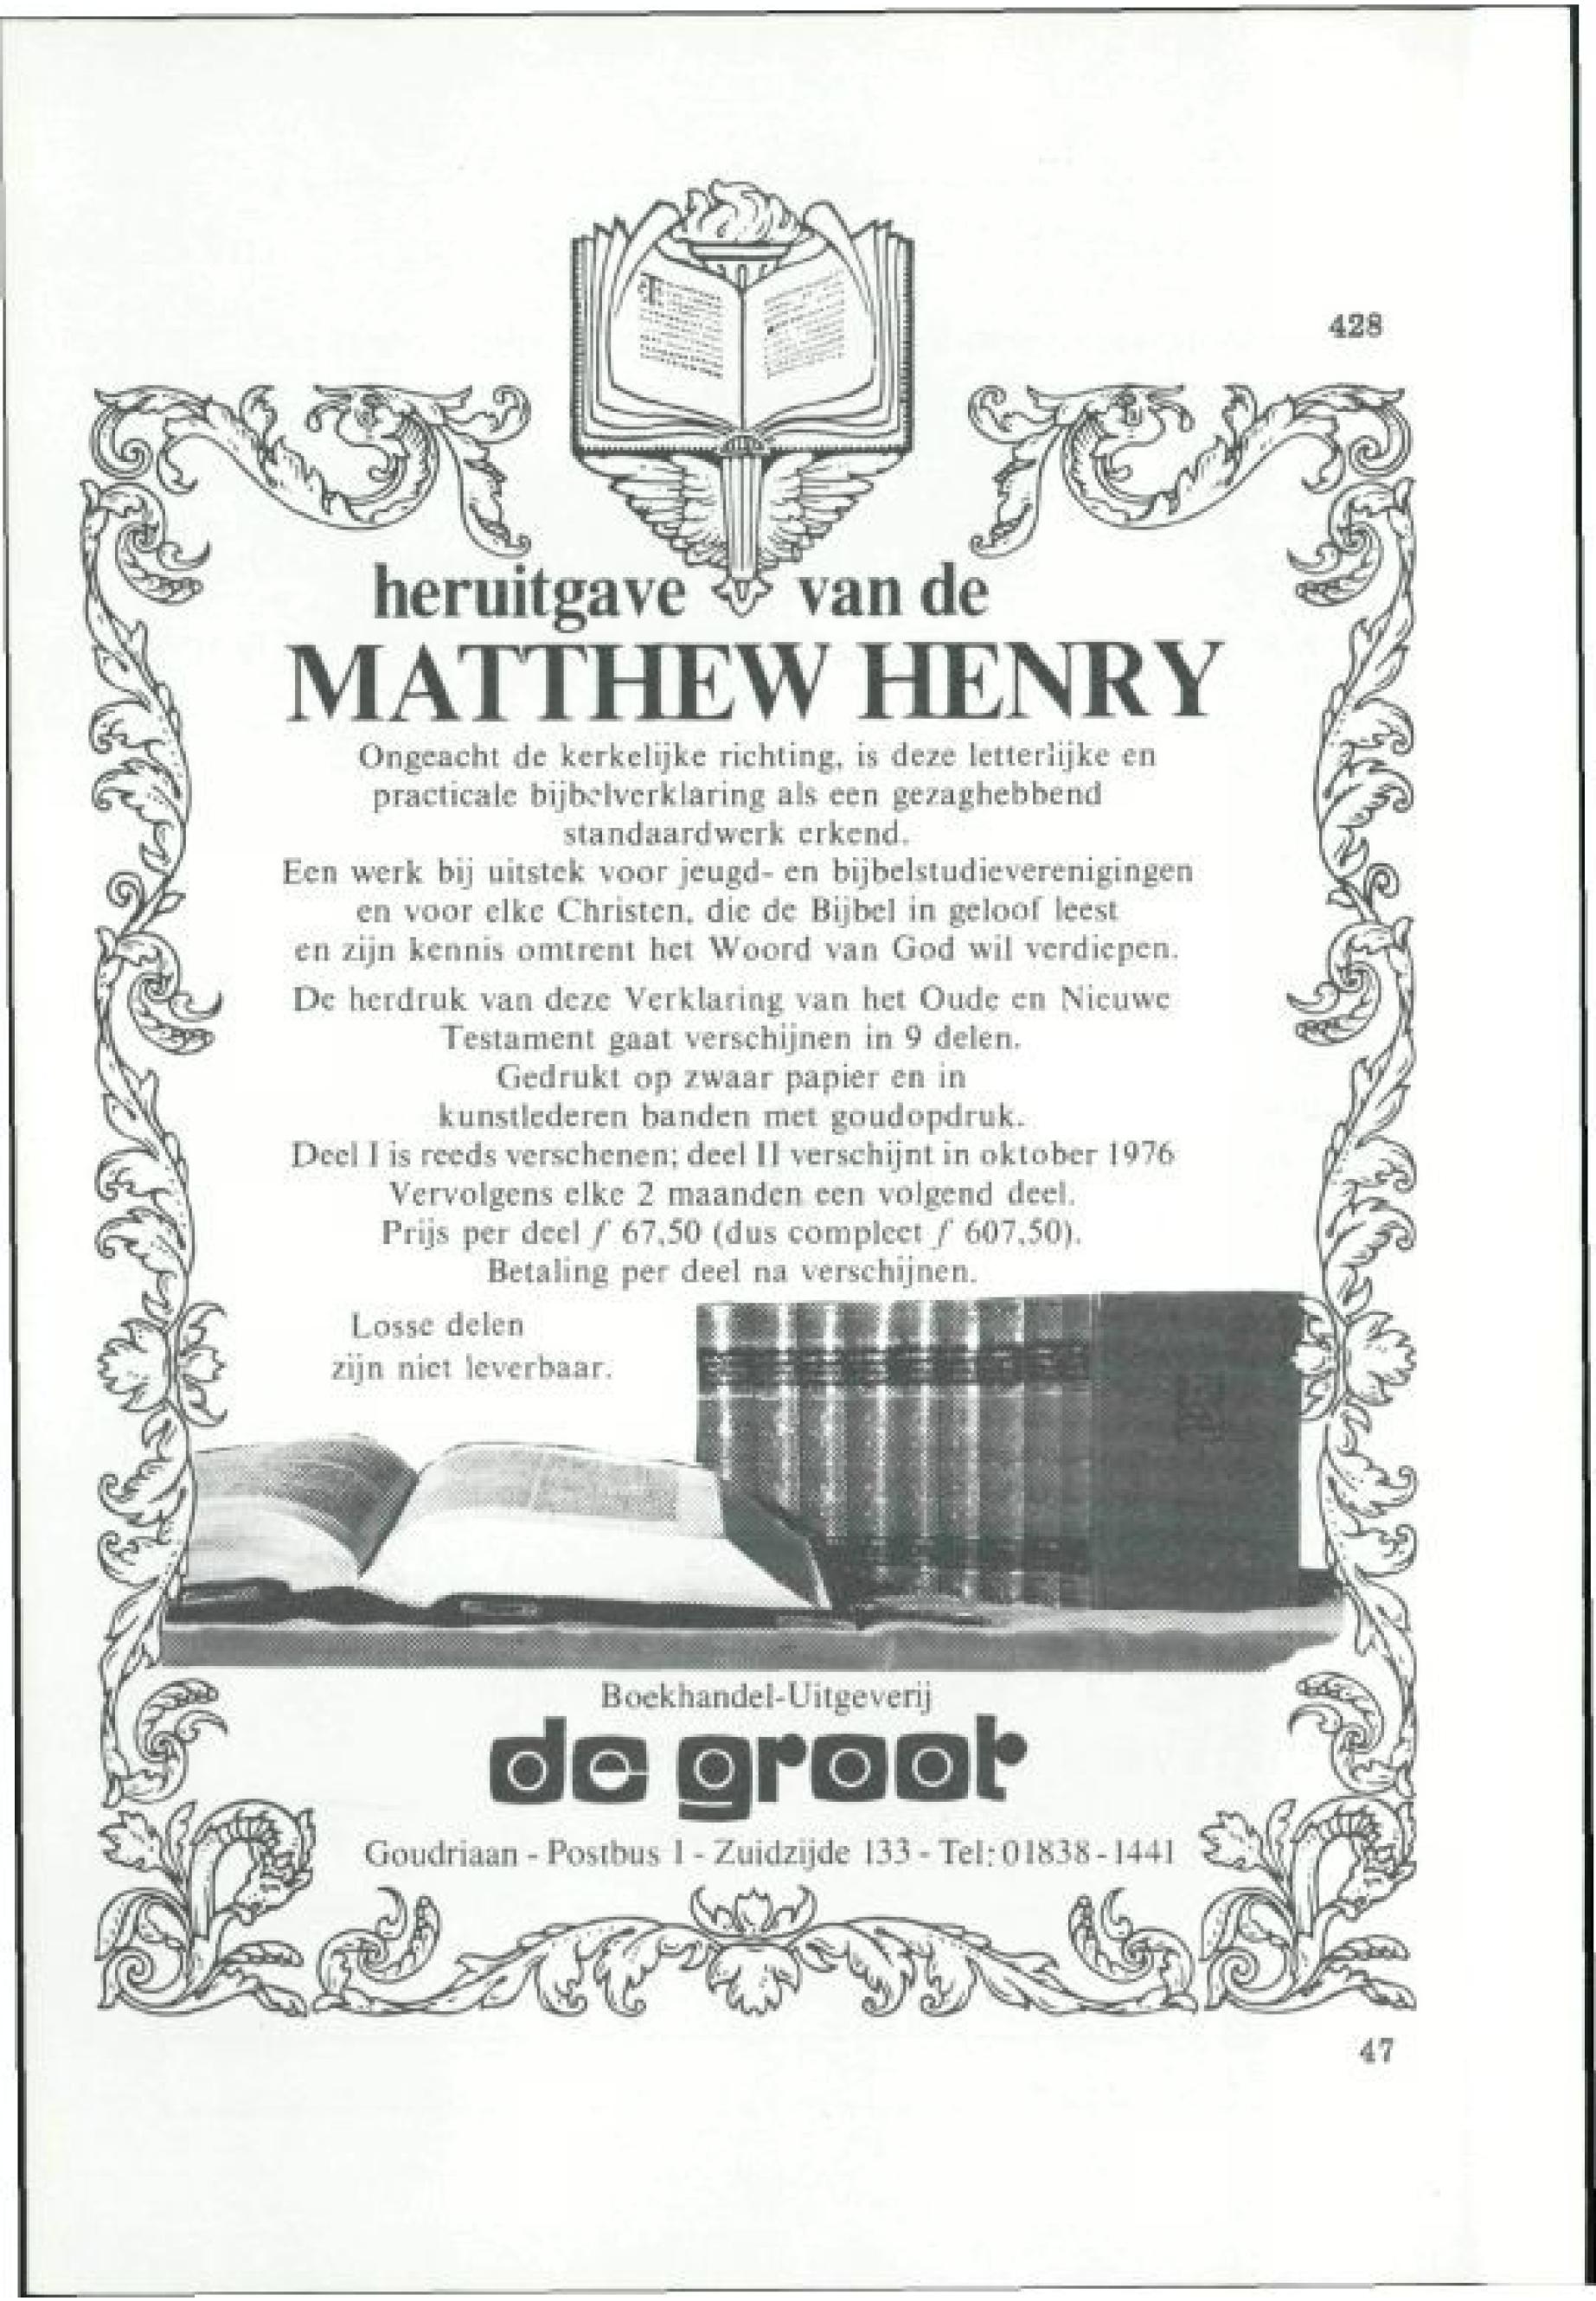 428
heruitgave van de
MATTHEW HENRY
Ongeacht de kerkelijke richting, is deze letterlijke en
practicale bijbelverklaring als een gezaghebbend
standaardwerk erkend.
Een werk bij uitstek voor jeugd- en bijbelstudieverenigingen
en voor elke Christen, die de Bijbel in geloof leest
en zijn kennis omtrent het Woord van God wil verdiepen.
De herdruk van deze Verklaring van het Oude en Nieuwe
Testament gaat verschijnen in 9 delen.
Gedrukt op zwaar papier en in
kunstlederen banden met goudopdruk.
Deel I is reeds verschenen; deel II verschijnt in oktober 1976
Vervolgens elke 2 maanden een volgend deel.
Prijs per deel f 67,50 (dus compleet f 607,50).
Betaling per deel na verschijnen.
Losse delen
zijn niet leverbaar.
Boekhandel-Uitgeverij
de groot
Goudriaan - Postbus 1 - Zuidzijde 133 - Tel: 01838-1441
47